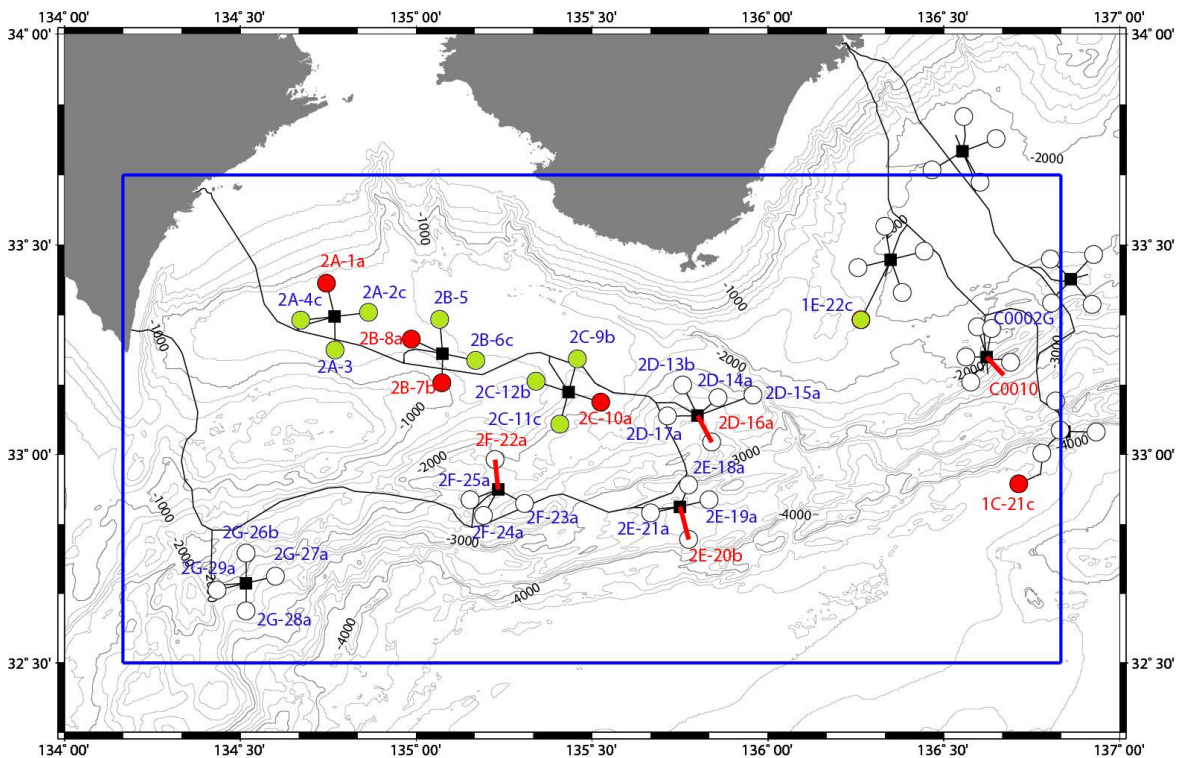 134° 00' 134° 30' 135° 00' 135° 30' 136° 00' 136° 30' 137° 00'
34° 00' 34° 00'
-2000
-1000
-2000
33° 30' 33° 30'
2A-1a
2A-4c 2A-2c 2B-5
-1000
1E-22c
C0002G
1000
2B-8a 2B-6c 2C-9b
-3000
2A-3
-2000
2D-13b
-2000
2B-7b 2C-12b 2D-14a C0010
2D-15a
-1000
2C-11c 2C-10a 2D-16a
2F-22a 2D-17a
-4000
33° 00' 33° 00'
-2000
-3000
2E-18a
2F-25a
1C-21c
-1000
2F-23a 2E-19a
-4000
2F-24a 2E-21a
2G-26b
-3000
-2000
2G-27a 2E-20b
2G-29a
-4000
2G-28a
-4000
32° 30' 32° 30'
134° 00' 134° 30' 135° 00' 135° 30' 136° 00' 136° 30' 137° 00'